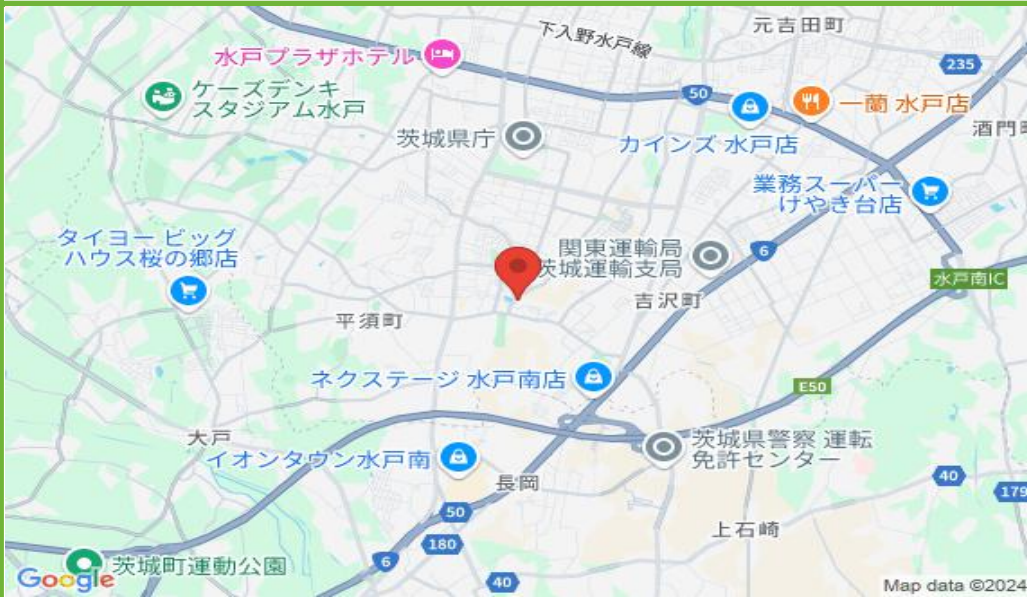 元吉田町
下入野水戸線
水戸プラザホテル
235
ケーズデンキ
スタジアム水戸
50
一蘭 水戸店
茨城県庁
カインズ 水戸店
酒門町
業務スーパー
けやき台店
タイヨー ビッグ
ハウス桜の郷店
関東運輸局
茨城運輸支局
6
水戸南IC
吉沢町
平須町
ネクステージ 水戸南店
E50
大戸
イオンタウン水戸南
茨城県警察 運転
免許センター
長岡
40
179
50
上石崎
180
6
茨城町運動公園
40
Google
Map data ©2024